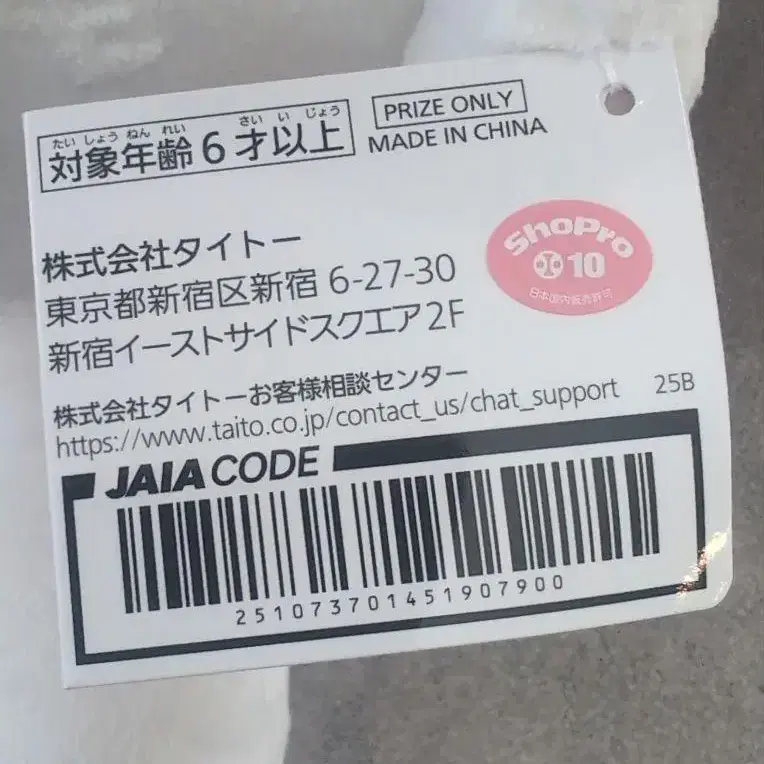 たいしょうねんれい さいいじょう
対象年齢6才以上
PRIZE ONLY
MADE IN CHINA
株式会社タイトー
東京都新宿区新宿 6-27-30
新宿イーストサイドスクエア2F
ShoPro
10
日本国内販売許可
株式会社タイトーお客様相談センター
https://www.taito.co.jp/contact_us/chat_support
25B
JAIA CODE
251073701451907900